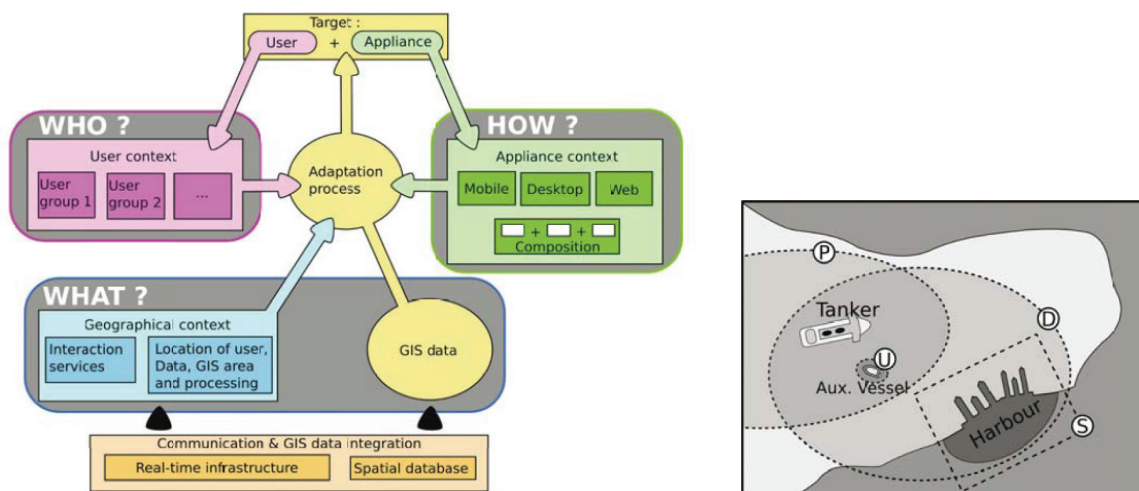 Target :
User + Appliance
WHO ?
User context
User group 1
User group 2
...
Adaptation
process
HOW ?
Appliance context
Mobile
Desktop
Web
+ +
Composition
WHAT ?
Geographical context
Interaction
services
Location of user,
Data, GIS area
and processing
GIS data
Communication & GIS data integration
Real-time infrastructure
Spatial database
P
Tanker
D
U
Aux. Vessel
Harbour
S